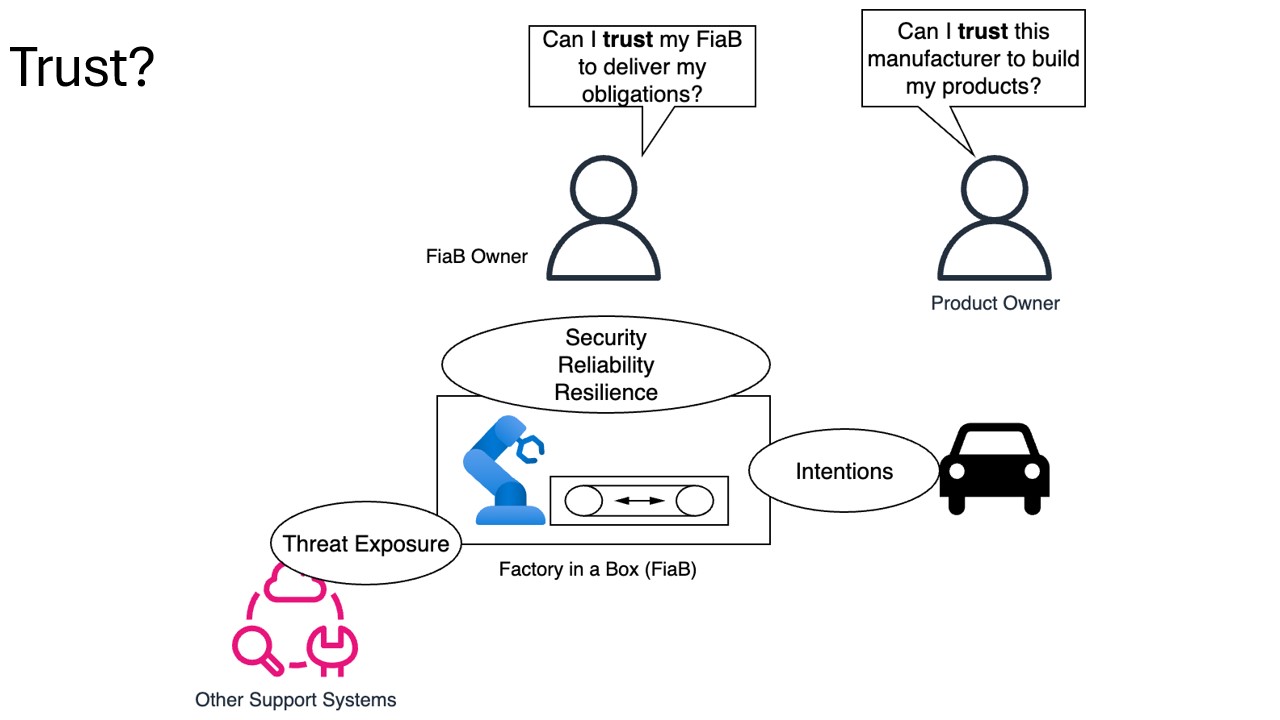 Trust?
Can I trust my FiaB
to deliver my
obligations?
Can I trust this
manufacturer to build
my products?
FiaB Owner
Product Owner
Security
Reliability
Resilience
Intentions
Threat Exposure
Factory in a Box (FiaB)
Other Support Systems